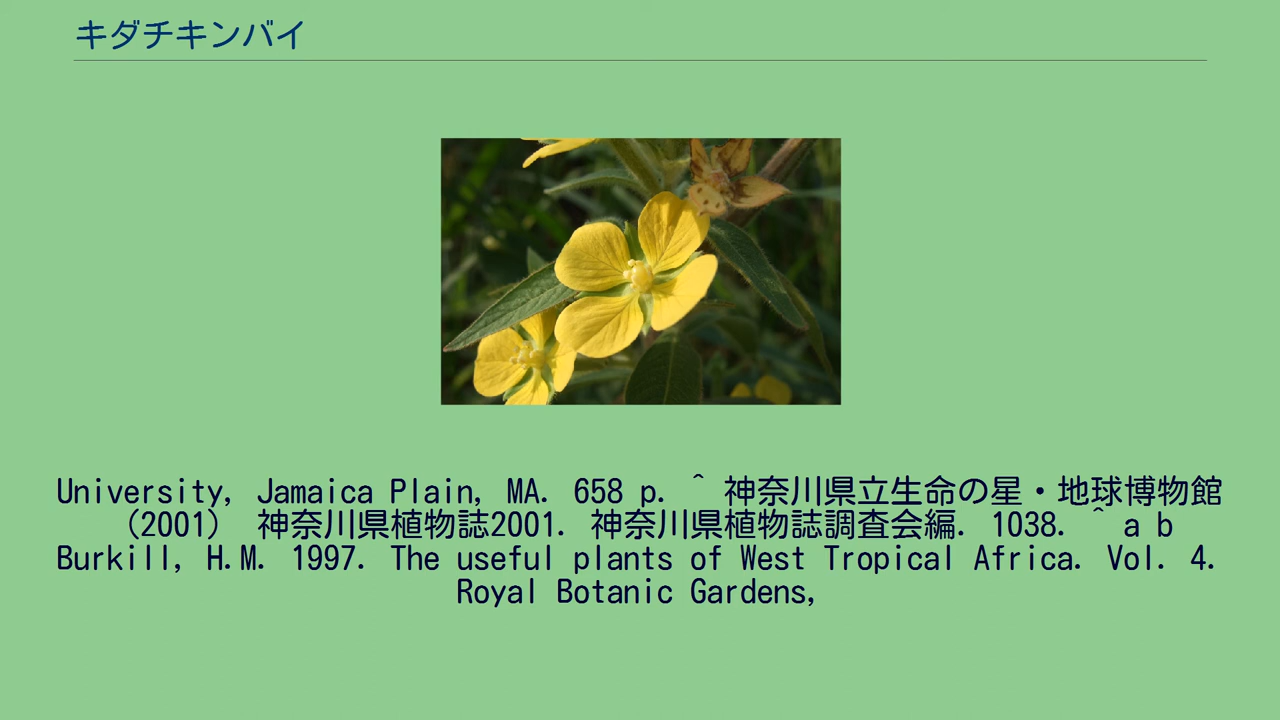 キダチキンバイ
University, Jamaica Plain, MA. 658 p. ^ 神奈川県立生命の星・地球博物館
(2001) 神奈川県植物誌2001. 神奈川県植物誌調査会編. 1038. ^ a b
Burkill, H.M. 1997. The useful plants of West Tropical Africa. Vol. 4.
Royal Botanic Gardens,